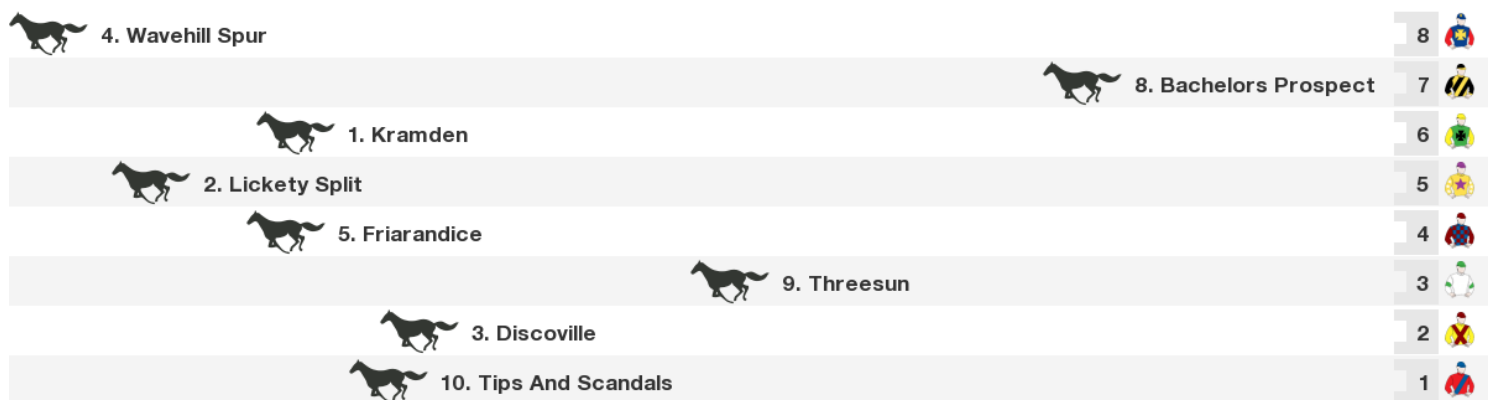 4. Wavehill Spur 8
8. Bachelors Prospect 7
1. Kramden 6
2. Lickety Split 5
5. Friarandice 4
9. Threesun 3
3. Discoville 2
10. Tips And Scandals 1